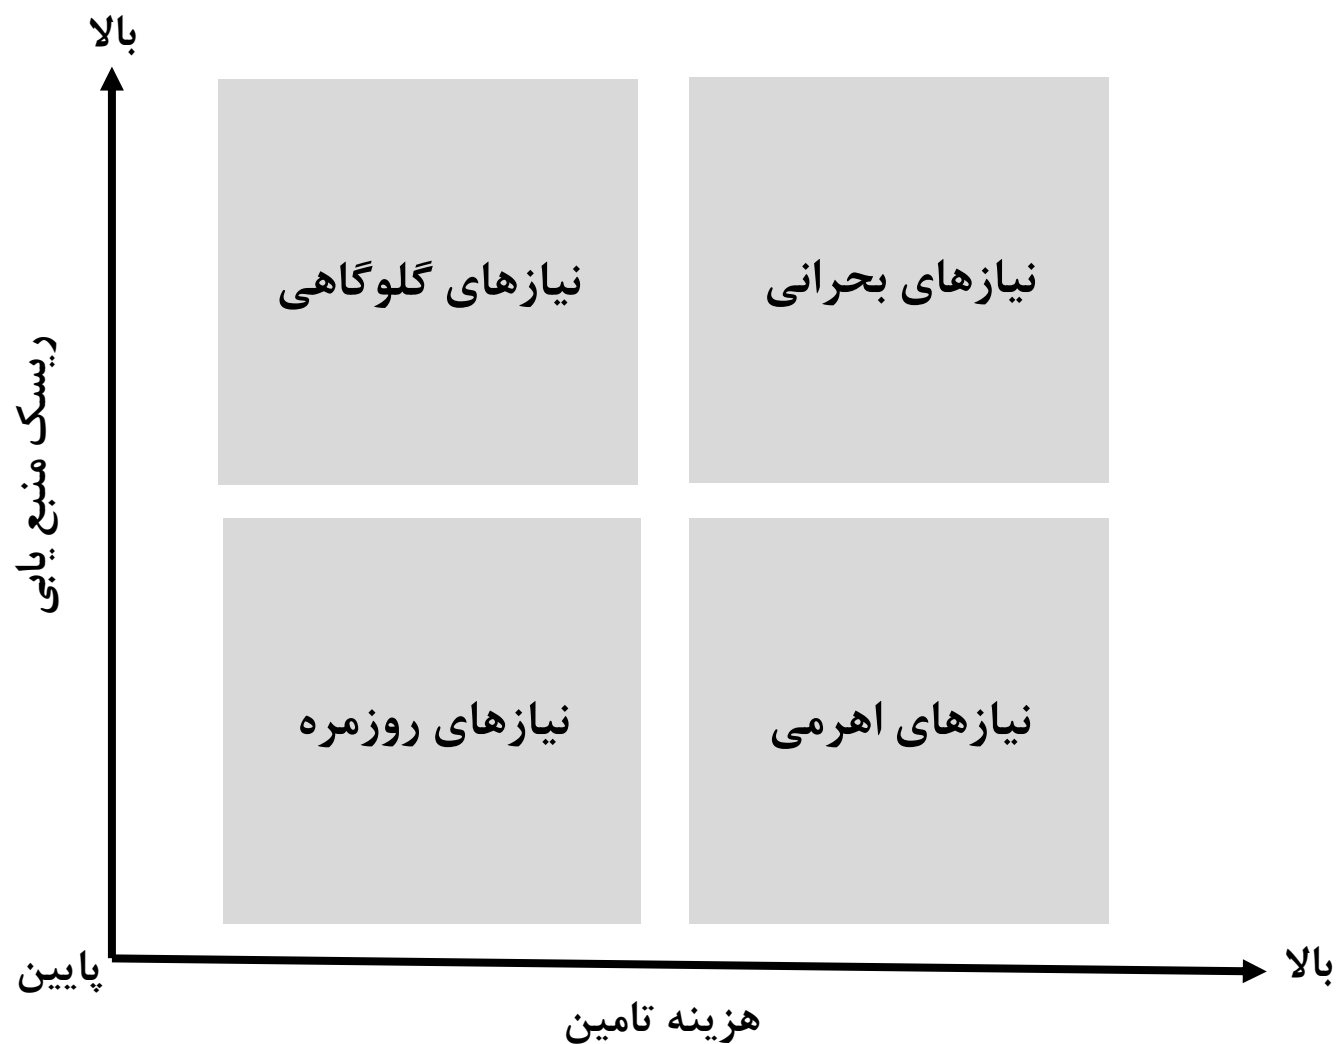 بالا
نیازهای بحرانی
نیازهای گلوگاهی
ریسک منبع یابی
نیازهای اهرمی
نیازهای روزمره
بالا
پایین
هزینه تامین